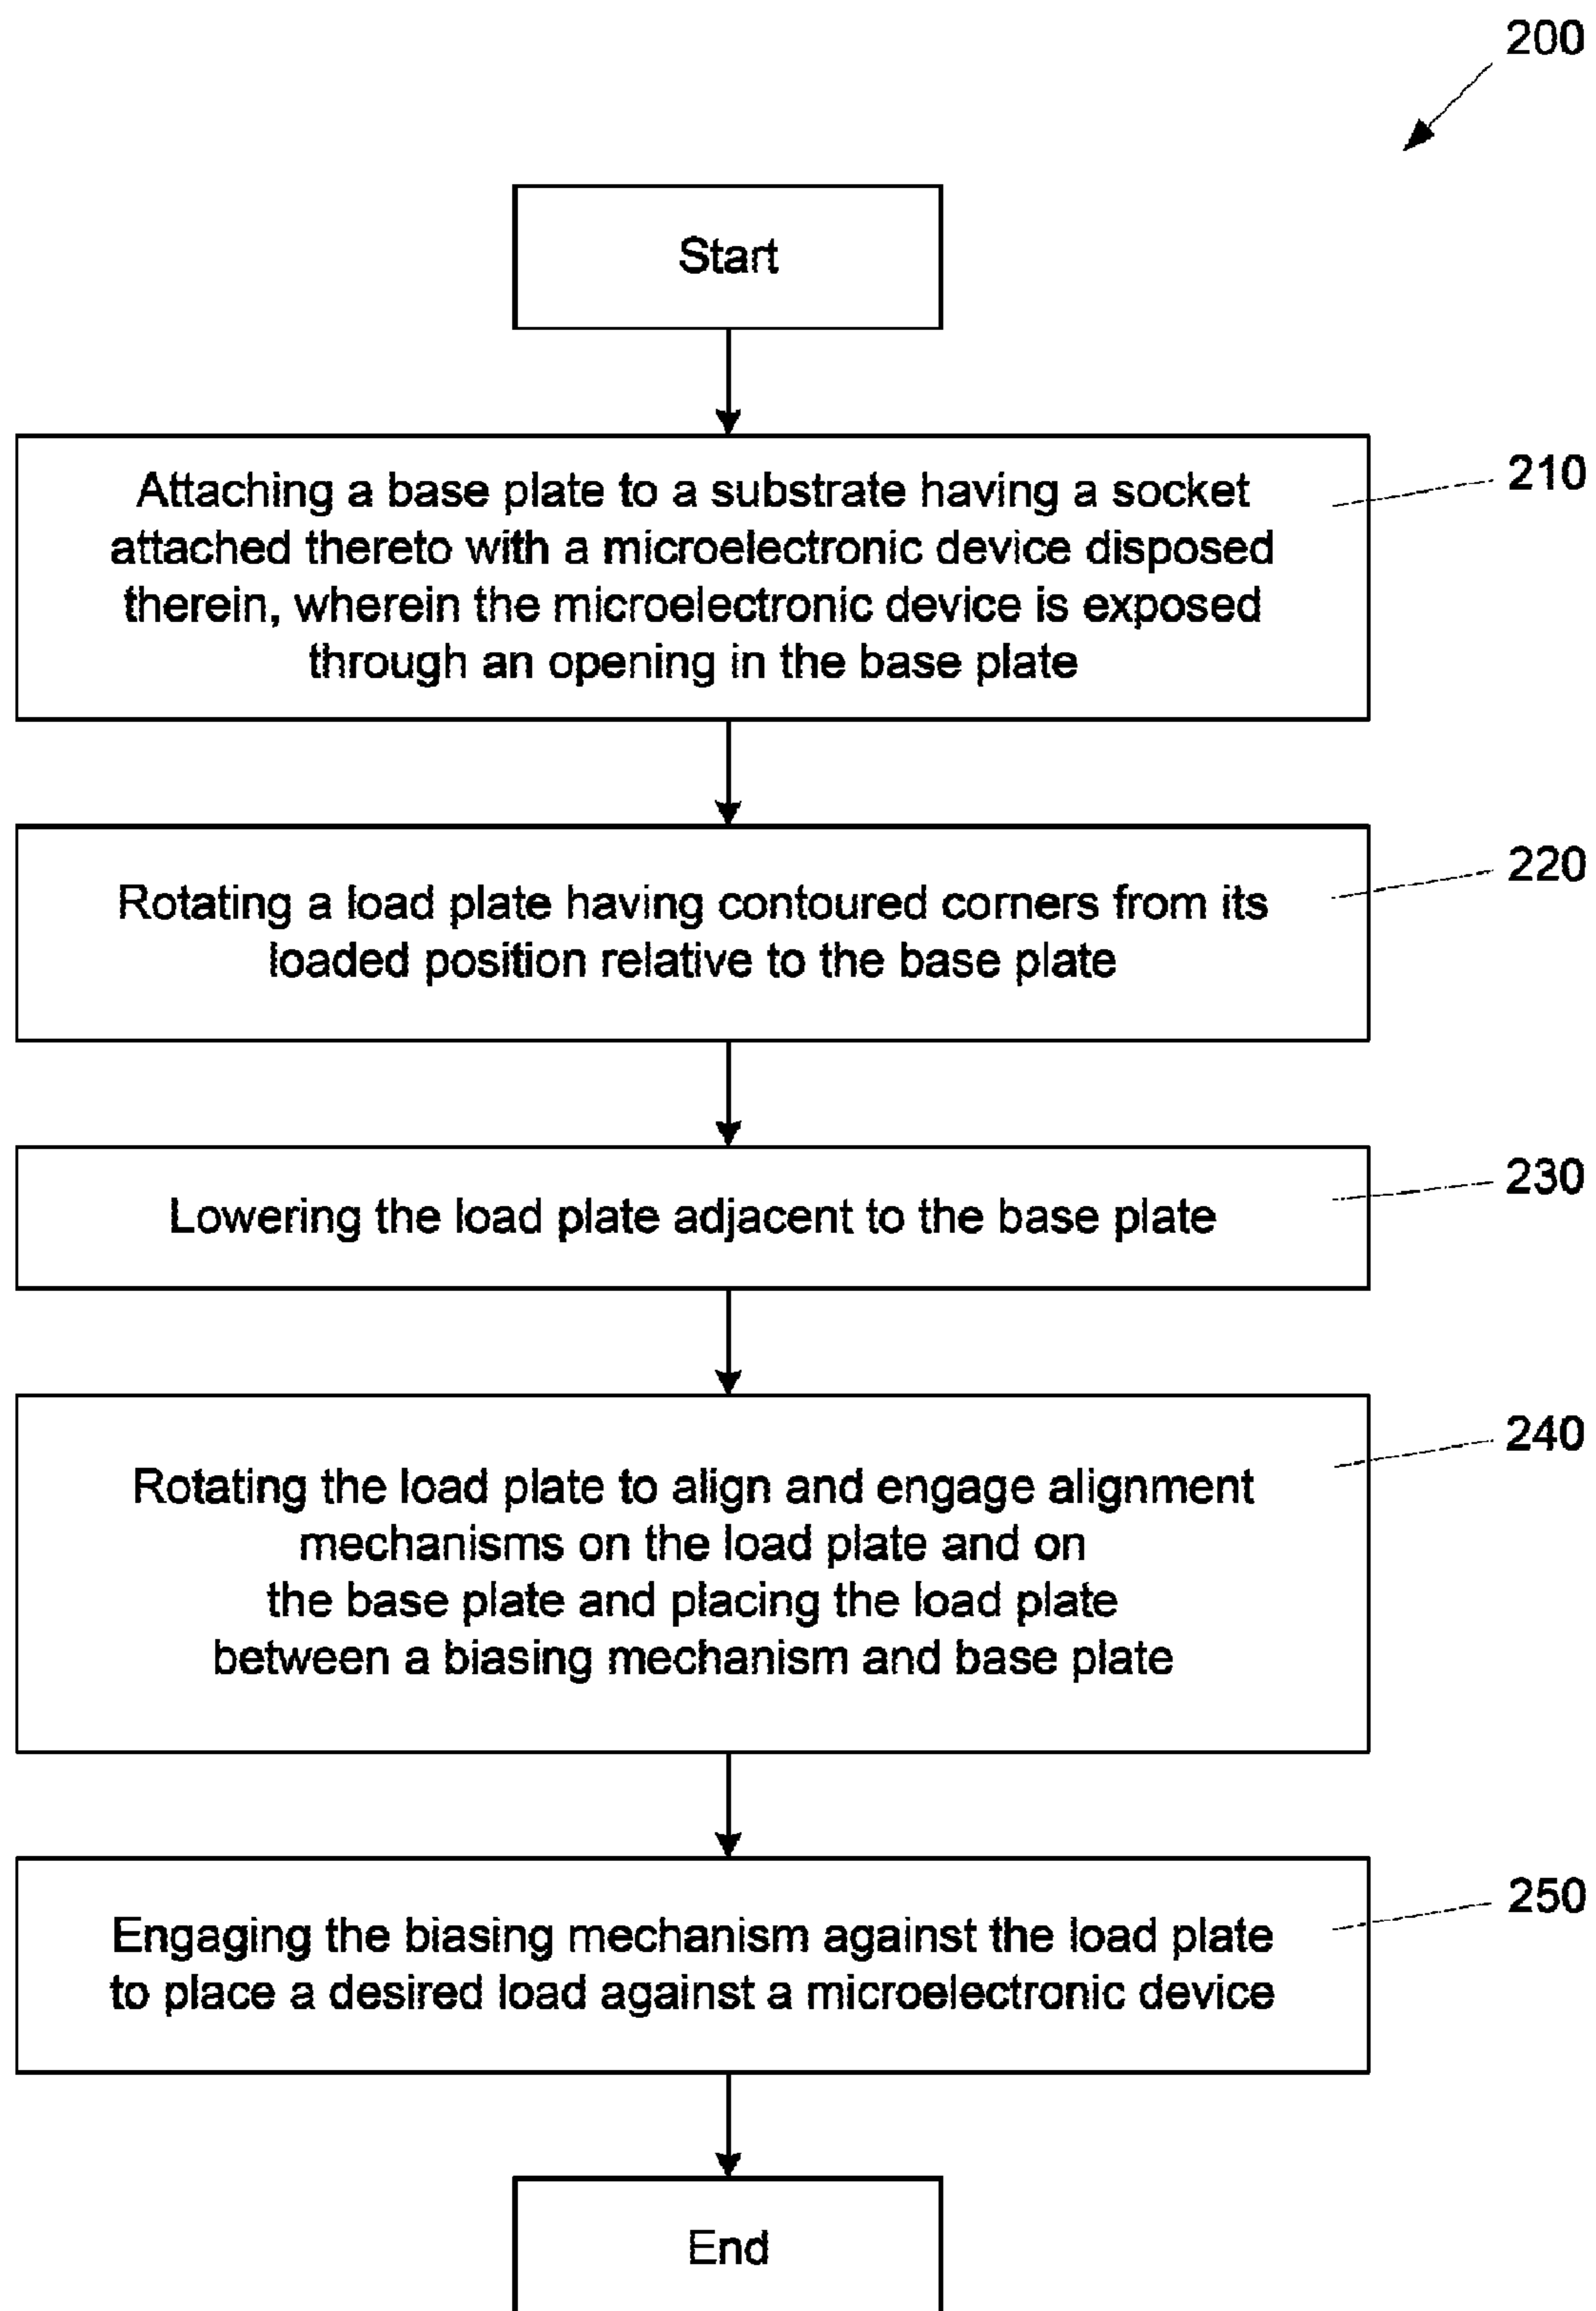 200
Start
Attaching a base plate to a substrate having a socket
attached thereto with a microelectronic device disposed
therein, wherein the microelectronic device is exposed
through an opening in the base plate
210
Rotating a load plate having contoured corners from its
loaded position relative to the base plate
220
Lowering the load plate adjacent to the base plate
230
Rotating the load plate to align and engage alignment
mechanisms on the load plate and on
the base plate and placing the load plate
between a biasing mechanism and base plate
240
Engaging the biasing mechanism against the load plate
to place a desired load against a microelectronic device
250
End